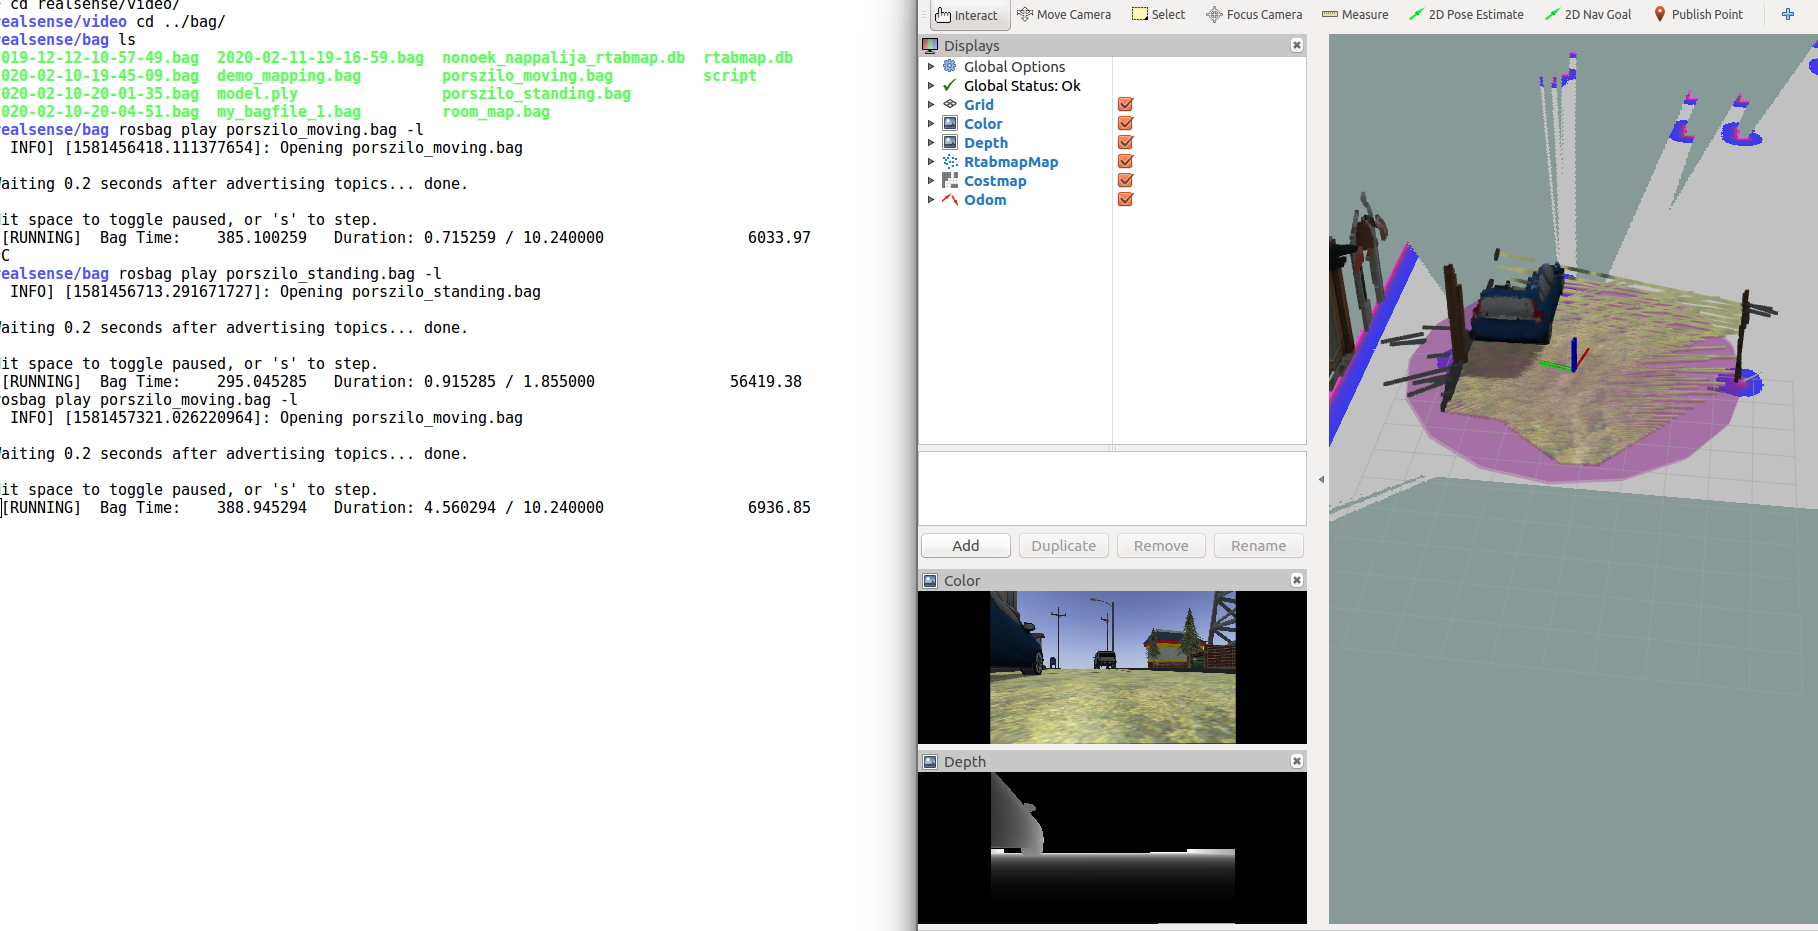 cd realsense/video/
ealsense/video cd ../bag/
ealsense/bag ls
019-12-12-10-57-49.bag 2020-02-11-19-16-59.bag nonoek_nappalija_rtabmap.db rtabmap.db
020-02-10-19-45-09.bag demo_mapping.bag porszilo_moving.bag script
020-02-10-20-01-35.bag model.ply porszilo_standing.bag
020-02-10-20-04-51.bag my_bagfile_1.bag room_map.bag
ealsense/bag rosbag play porszilo_moving.bag -l
INFO] [1581456418.111377654]: Opening porszilo_moving.bag
aiting 0.2 seconds after advertising topics... done.
it space to toggle paused, or 's' to step.
[RUNNING] Bag Time: 385.100259 Duration: 0.715259 / 10.240000 6033.97
C
ealsense/bag rosbag play porszilo_standing.bag -l
INFO] [1581456713.291671727]: Opening porszilo_standing.bag
aiting 0.2 seconds after advertising topics... done.
it space to toggle paused, or 's' to step.
[RUNNING] Bag Time: 295.045285 Duration: 0.915285 / 1.855000 56419.38
rosbag play porszilo_moving.bag -l
INFO] [1581457321.026220964]: Opening porszilo_moving.bag
aiting 0.2 seconds after advertising topics... done.
it space to toggle paused, or 's' to step.
[RUNNING] Bag Time: 388.945294 Duration: 4.560294 / 10.240000 6936.85
Interact Move Camera Select Focus Camera Measure 2D Pose Estimate 2D Nav Goal Publish Point
Displays
Global Options
Global Status: Ok
Grid
Color
Depth
RtabmapMap
Costmap
Odom
Add Duplicate Remove Rename
Color
Depth